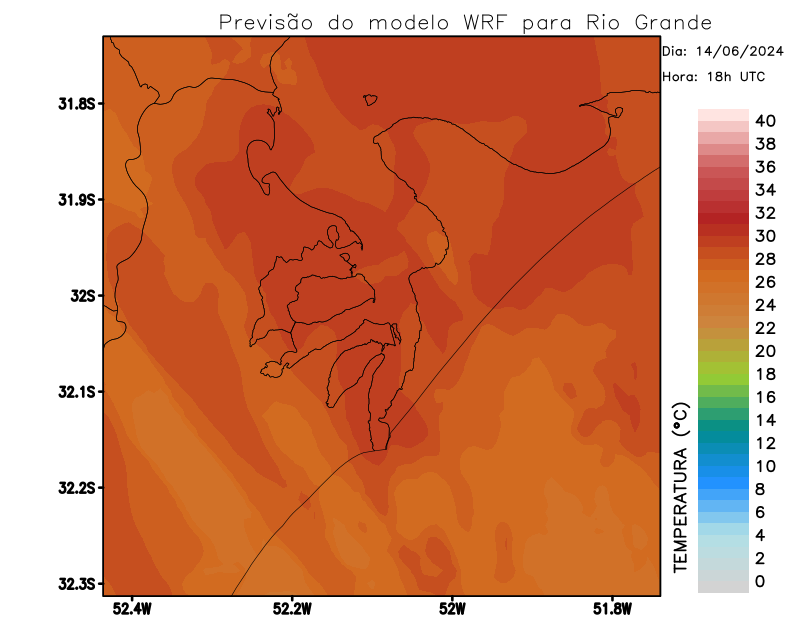 Previsão do modelo WRF para Rio Grande
Dia: 14/06/2024
Hora: 18h UTC
31.8S
31.9S
32S
32.1S
32.2S
32.3S
52.4W
52.2W
52W
51.8W
TEMPERATURA (°C)
40
38
36
34
32
30
28
26
24
22
20
18
16
14
12
10
8
6
4
2
0